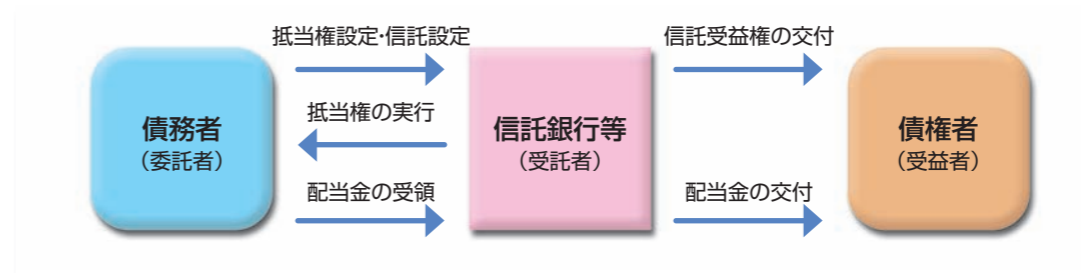 抵当権設定・信託設定
信託受益権の交付
債務者
（委託者）
抵当権の実行
信託銀行等
（受託者）
債権者
（受益者）
配当金の受領
配当金の交付